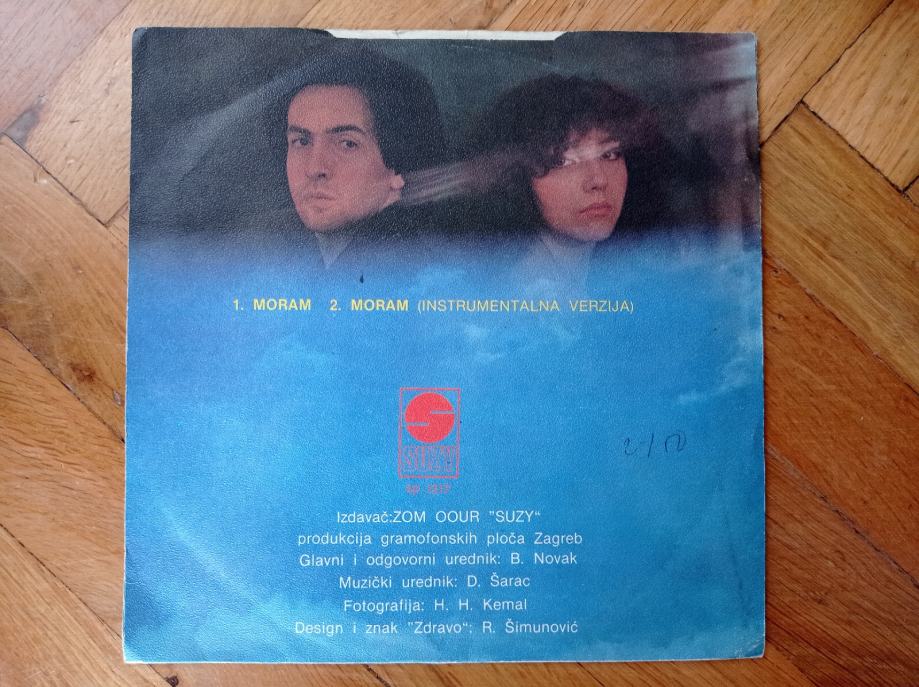 1. MORAM 2. MORAM (INSTRUMENTALNA VERZIJA)
SUZY
Izdavač:ZOM OOUR "SUZY“
produkcija gramofonskih ploča Zagreb
Glavni i odgovorni urednik: B. Novak
Muzički urednik: D. Šarac
Fotografija: H. H. Kemal
Design i znak "Zdravo“: R. Šimunović